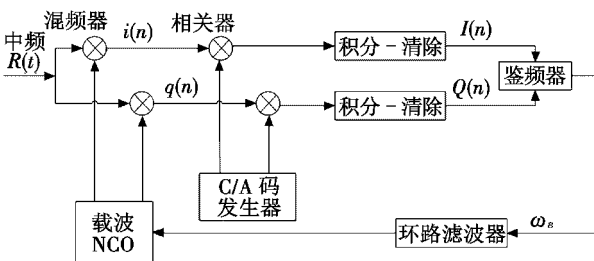 混频器
相关器
中频
R(t)
i(n)
积分－清除
I(n)
鉴频器
q(n)
积分－清除
Q(n)
C/A 码
发生器
载波
NCO
环路滤波器
ωe